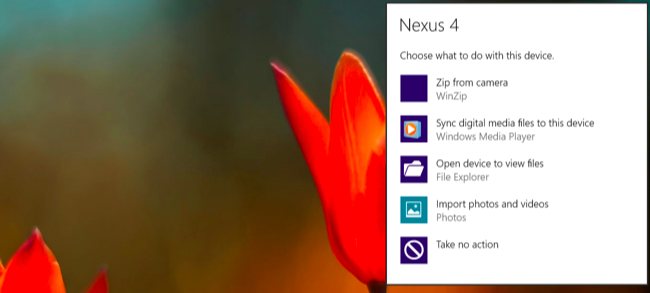 Nexus 4
Choose what to do with this device.
Zip from camera
WinZip
Sync digital media files to this device
Windows Media Player
Open device to view files
File Explorer
Import photos and videos
Photos
Take no action